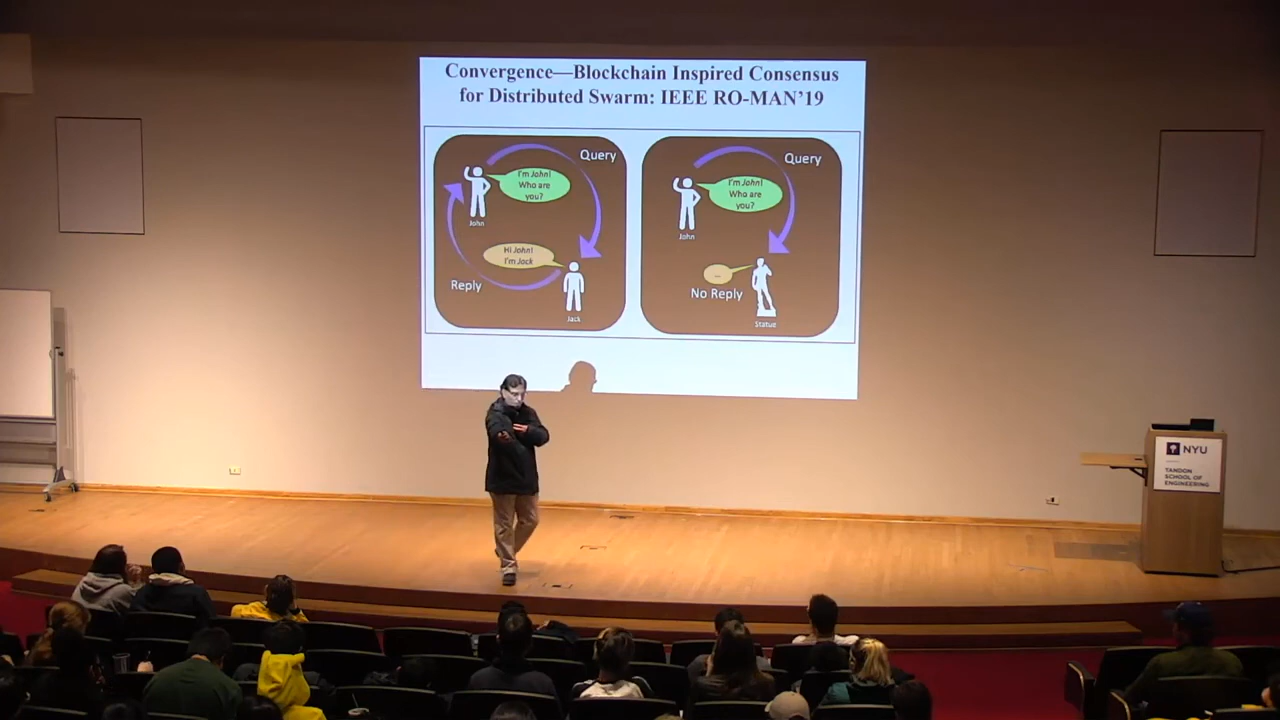 Convergence—Blockchain Inspired Consensus
for Distributed Swarm: IEEE RO-MAN’19
Query
I'm John!
Who are
you?
John
Hi John!
I'm Jack
Reply
Jack
Query
I'm John!
Who are
you?
John
...
No Reply
Statue
NYU
TANDON
SCHOOL OF
ENGINEERING